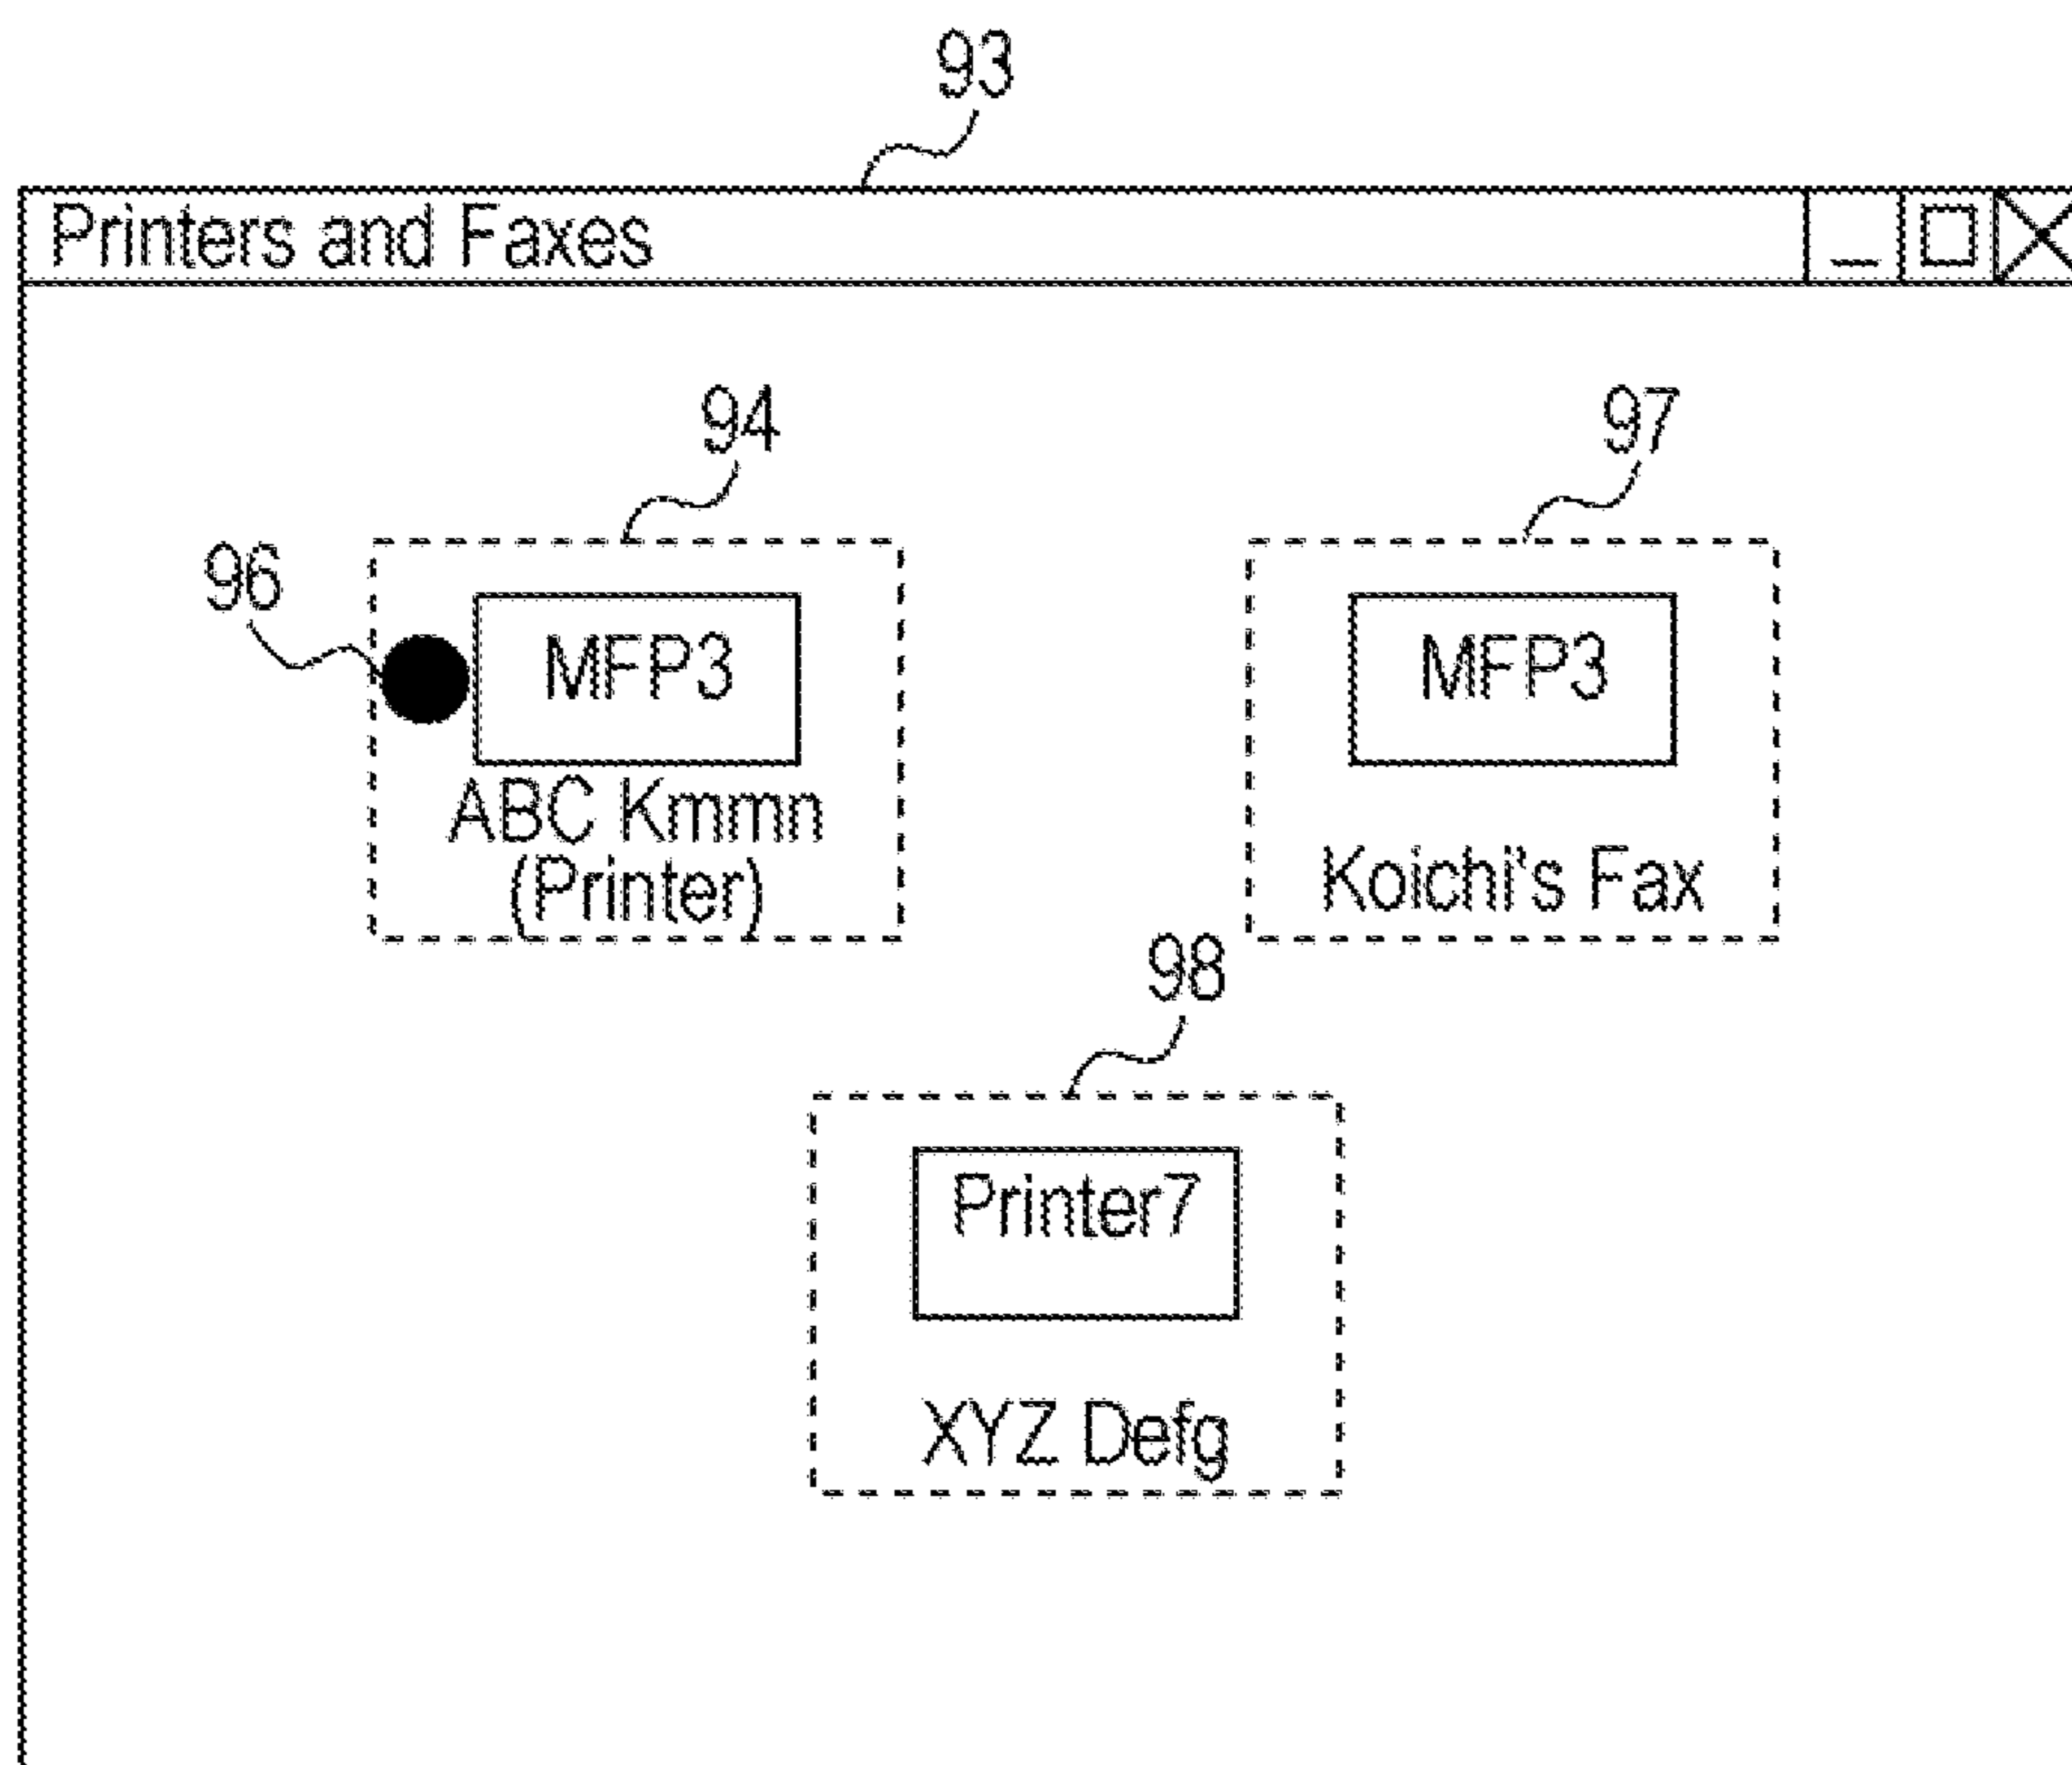 93
Printers and Faxes
94
97
96
MFP3
MFP3
ABC Kmmn
(Printer)
Koichi's Fax
98
Printer7
XYZ Defg